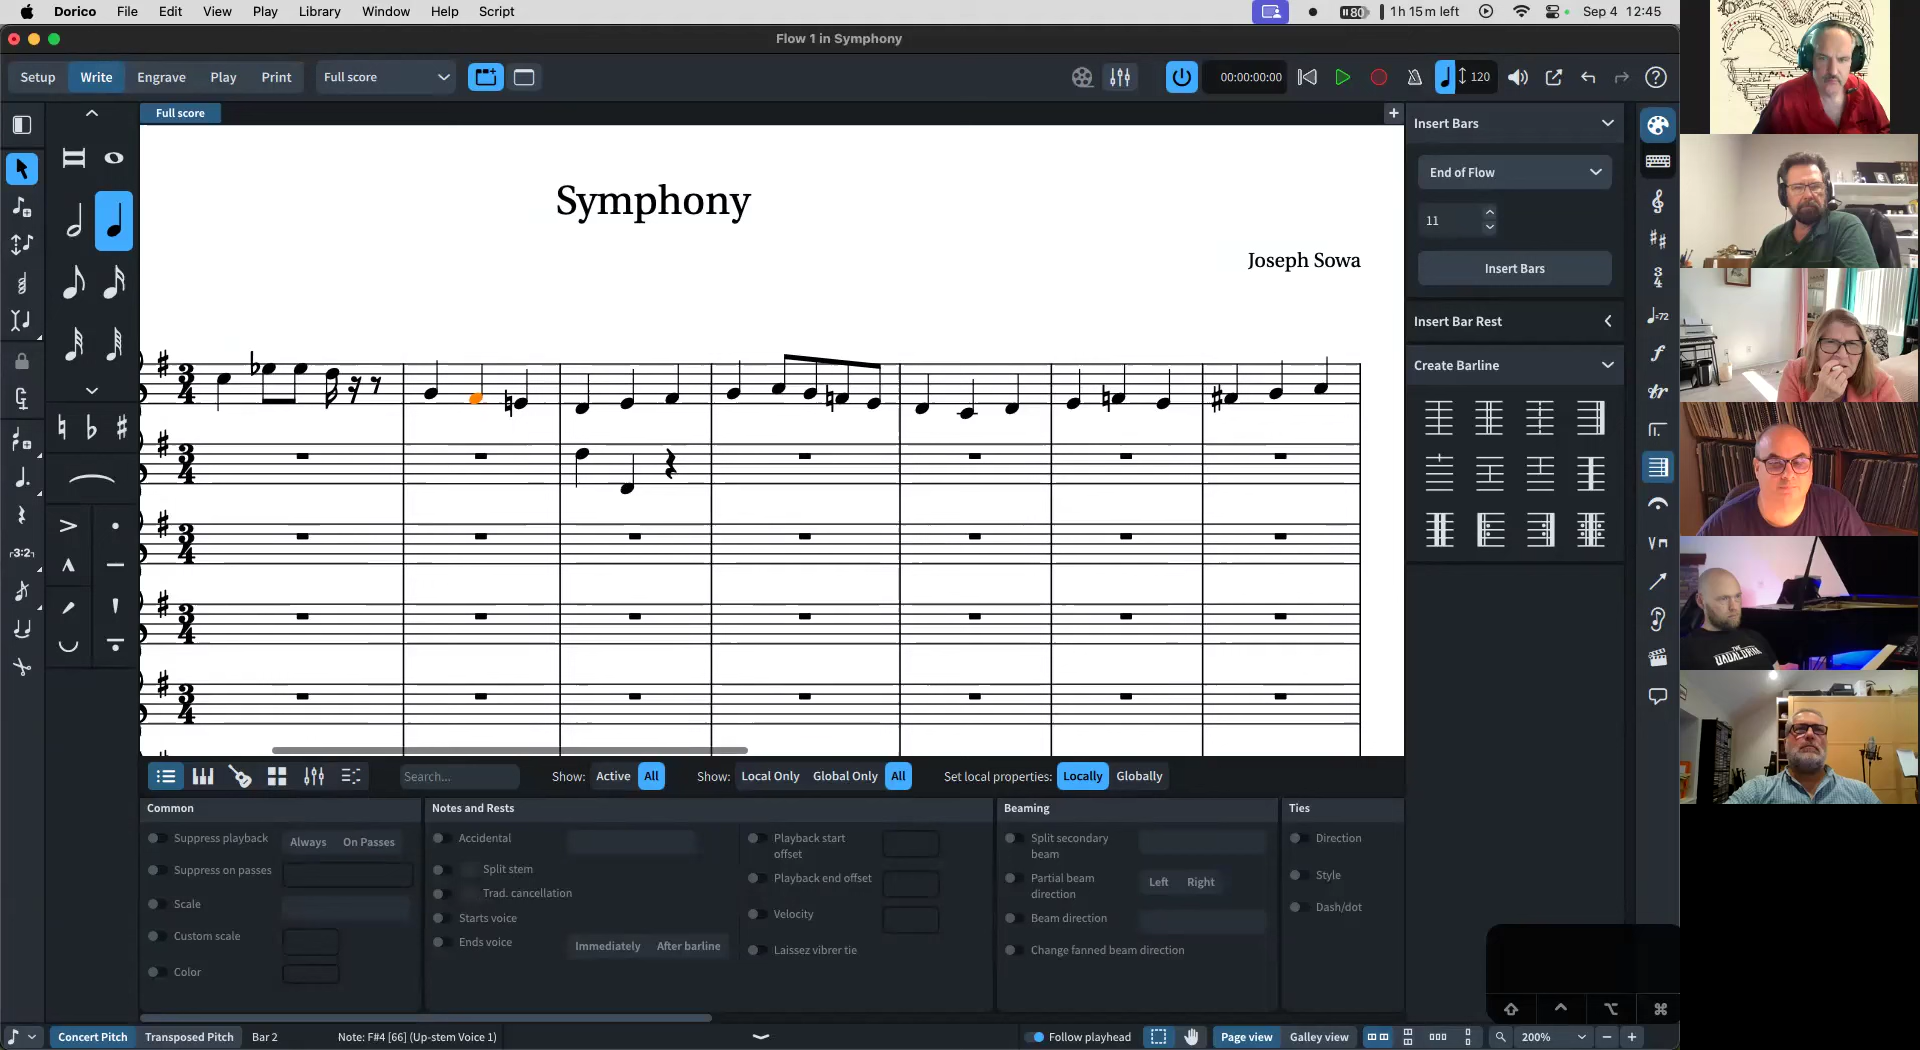 Dorico File Edit View Play Library Window Help Script
80 1 h 15 m left Sep 4 12:45
Flow 1 in Symphony
Setup Write Engrave Play Print Full score 00:00:00:00 120
Full score
Insert Bars
End of Flow
11
Insert Bars
Insert Bar Rest
Create Barline
Symphony
Joseph Sowa
3:2
=72
Search... Show: Active All Show: Local Only Global Only All Set local properties: Locally Globally
Common
Suppress playback Always On Passes
Suppress on passes
Scale
Custom scale
Color
Notes and Rests
Accidental
Split stem
Trad. cancellation
Starts voice
Ends voice Immediately After barline
Playback start
offset
Playback end offset
Velocity
Laissez vibrer tie
Beaming
Split secondary
beam
Partial beam Left Right
direction
Beam direction
Change fanned beam direction
Ties
Direction
Style
Dash/dot
Concert Pitch Transposed Pitch Bar 2 Note: F#4 [66] (Up-stem Voice 1) Follow playhead Page view Galley view 200%